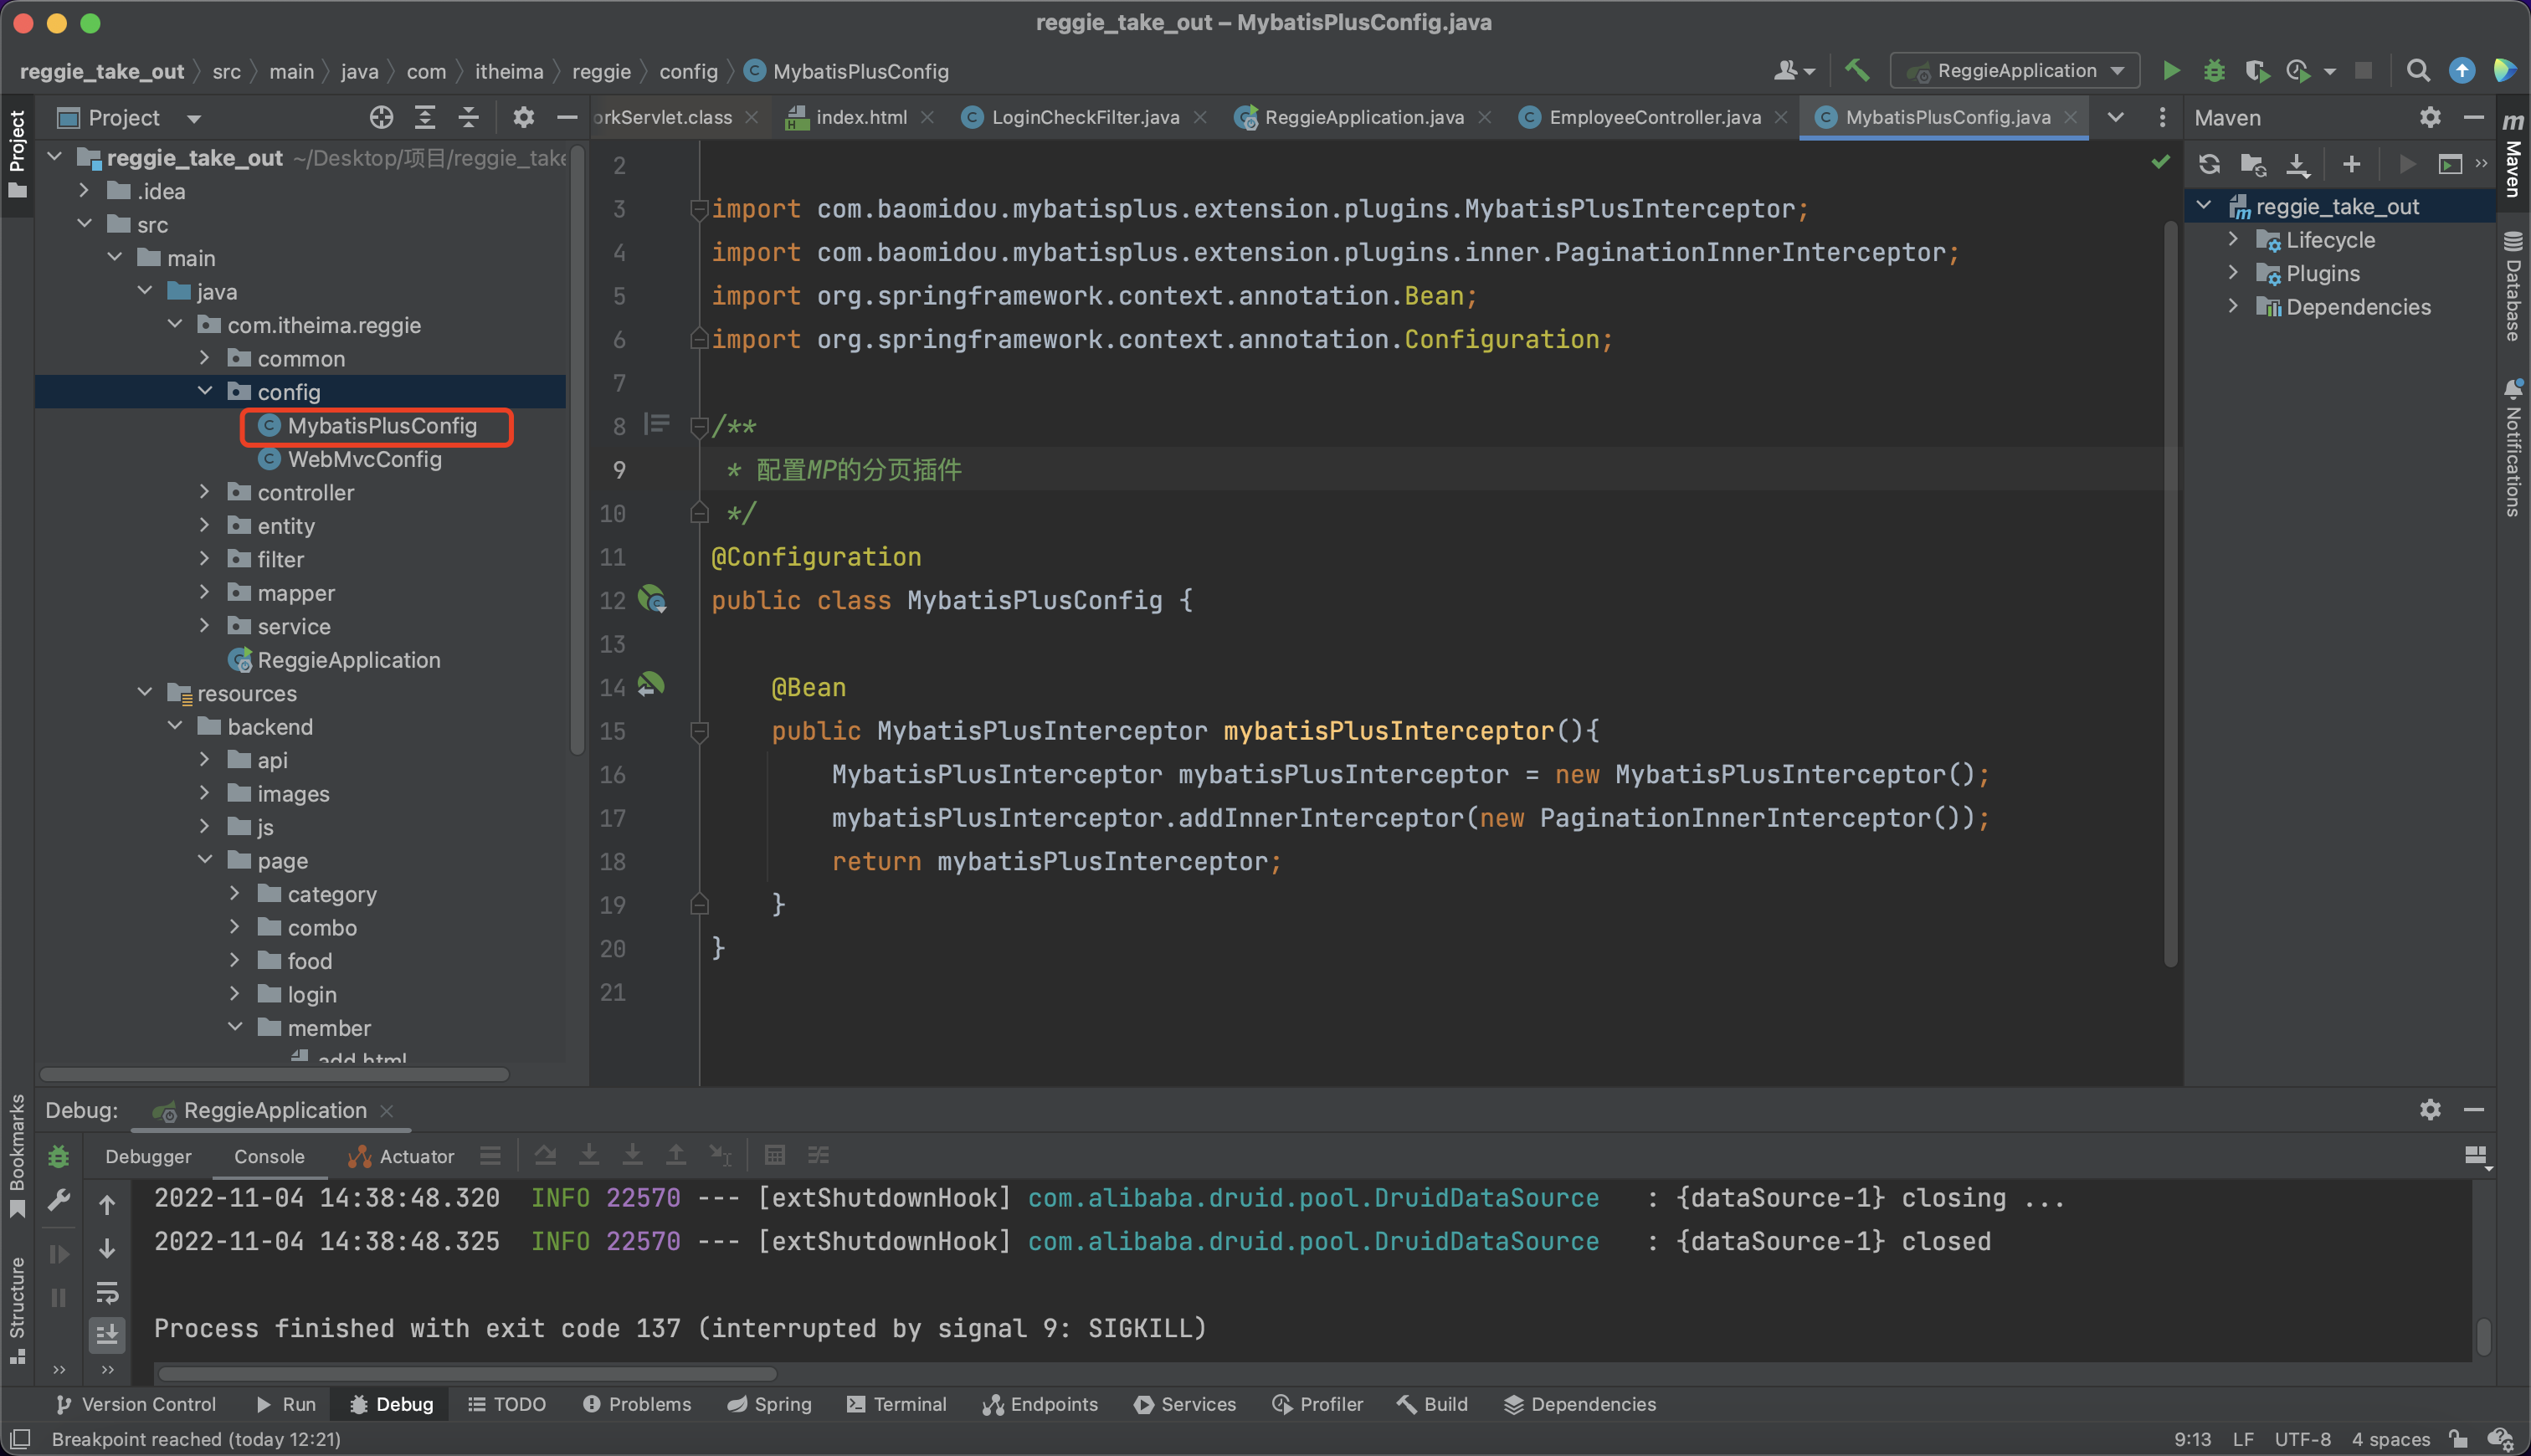 reggie_take_out – MybatisPlusConfig.java
reggie_take_out src main java com itheima reggie config MybatisPlusConfig
ReggieApplication
Project
orkServlet.class
index.html
LoginCheckFilter.java
ReggieApplication.java
EmployeeController.java
MybatisPlusConfig.java
Maven
Project
reggie_take_out ~/Desktop/项目/reggie_take
.idea
src
main
java
com.itheima.reggie
common
config
MybatisPlusConfig
WebMvcConfig
controller
entity
filter
mapper
service
ReggieApplication
resources
backend
api
images
js
page
category
combo
food
login
member
add.html
2
3 import com.baomidou.mybatisplus.extension.plugins.MybatisPlusInterceptor;
4 import com.baomidou.mybatisplus.extension.plugins.inner.PaginationInnerInterceptor;
5 import org.springframework.context.annotation.Bean;
6 import org.springframework.context.annotation.Configuration;
7
8 /**
9 * 配置MP的分页插件
10 */
11 @Configuration
12 public class MybatisPlusConfig {
13
14 @Bean
15 public MybatisPlusInterceptor mybatisPlusInterceptor(){
16 MybatisPlusInterceptor mybatisPlusInterceptor = new MybatisPlusInterceptor();
17 mybatisPlusInterceptor.addInnerInterceptor(new PaginationInnerInterceptor());
18 return mybatisPlusInterceptor;
19 }
20 }
21
reggie_take_out
Lifecycle
Plugins
Dependencies
m
Maven
Database
Notifications
Bookmarks
Structure
Debug: ReggieApplication
Debugger Console Actuator
2022-11-04 14:38:48.320 INFO 22570 --- [extShutdownHook] com.alibaba.druid.pool.DruidDataSource : {dataSource-1} closing ...
2022-11-04 14:38:48.325 INFO 22570 --- [extShutdownHook] com.alibaba.druid.pool.DruidDataSource : {dataSource-1} closed
Process finished with exit code 137 (interrupted by signal 9: SIGKILL)
Version Control Run Debug TODO Problems Spring Terminal Endpoints Services Profiler Build Dependencies
Breakpoint reached (today 12:21)
9:13 LF UTF-8 4 spaces